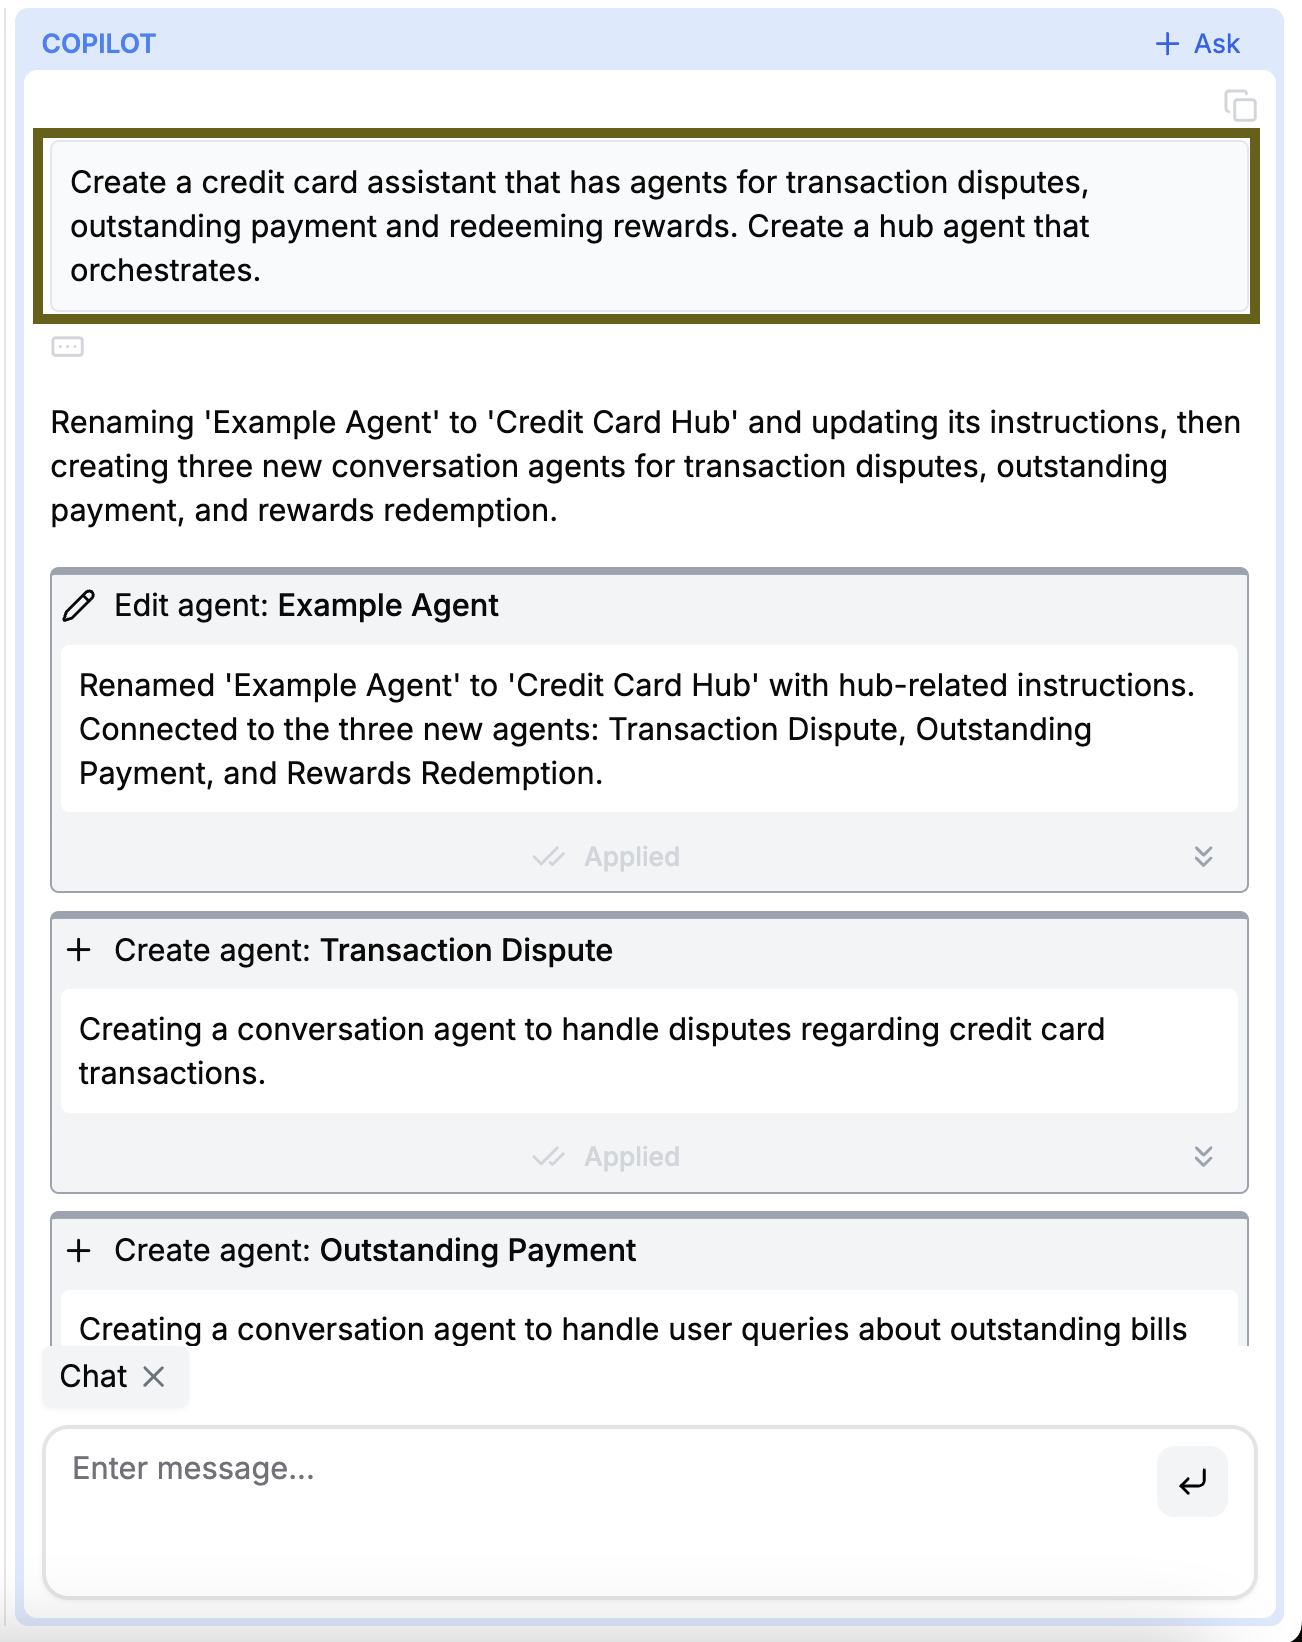 COPILOT
+ Ask
Create a credit card assistant that has agents for transaction disputes,
outstanding payment and redeeming rewards. Create a hub agent that
orchestrates.
Renaming 'Example Agent' to 'Credit Card Hub' and updating its instructions, then
creating three new conversation agents for transaction disputes, outstanding
payment, and rewards redemption.
Edit agent: Example Agent
Renamed 'Example Agent' to 'Credit Card Hub' with hub-related instructions.
Connected to the three new agents: Transaction Dispute, Outstanding
Payment, and Rewards Redemption.
Applied
+ Create agent: Transaction Dispute
Creating a conversation agent to handle disputes regarding credit card
transactions.
Applied
+ Create agent: Outstanding Payment
Creating a conversation agent to handle user queries about outstanding bills
Chat
Enter message...